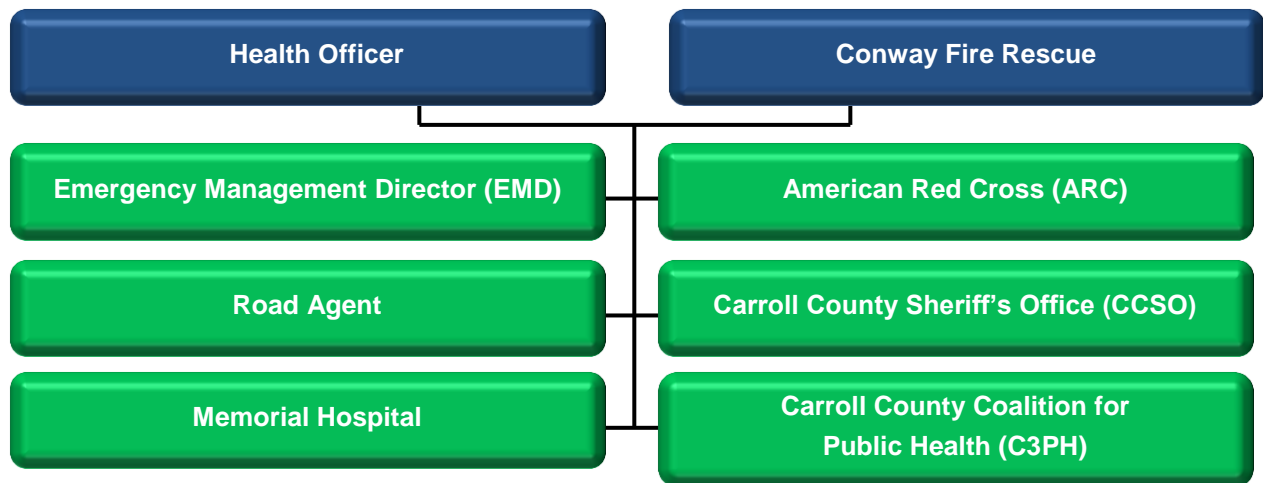 Health Officer
Conway Fire Rescue
Emergency Management Director (EMD)
American Red Cross (ARC)
Road Agent
Carroll County Sheriff’s Office (CCSO)
Memorial Hospital
Carroll County Coalition for
Public Health (C3PH)